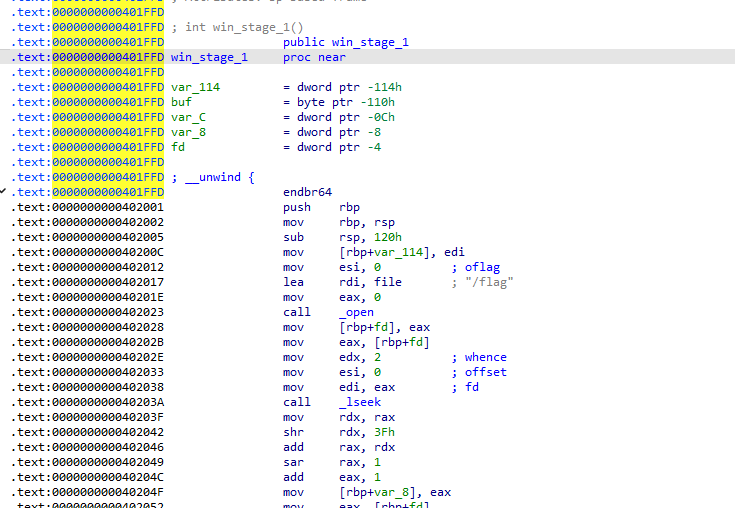 .text:0000000000401FFD
.text:0000000000401FFD ; int win_stage_1()
.text:0000000000401FFD public win_stage_1
.text:0000000000401FFD win_stage_1 proc near
.text:0000000000401FFD
.text:0000000000401FFD var_114 = dword ptr -114h
.text:0000000000401FFD buf = byte ptr -110h
.text:0000000000401FFD var_C = dword ptr -0Ch
.text:0000000000401FFD var_8 = dword ptr -8
.text:0000000000401FFD fd = dword ptr -4
.text:0000000000401FFD
.text:0000000000401FFD ; __unwind {
.text:0000000000401FFD endbr64
.text:0000000000402001 push rbp
.text:0000000000402002 mov rbp, rsp
.text:0000000000402005 sub rsp, 120h
.text:000000000040200C mov [rbp+var_114], edi
.text:0000000000402012 mov esi, 0 ; oflag
.text:0000000000402017 lea rdi, file ; "/flag"
.text:000000000040201E mov eax, 0
.text:0000000000402023 call _open
.text:0000000000402028 mov [rbp+fd], eax
.text:000000000040202B mov eax, [rbp+fd]
.text:000000000040202E mov edx, 2 ; whence
.text:0000000000402033 mov esi, 0 ; offset
.text:0000000000402038 mov edi, eax ; fd
.text:000000000040203A call _lseek
.text:000000000040203F mov rdx, rax
.text:0000000000402042 shr rdx, 3Fh
.text:0000000000402046 add rax, rdx
.text:0000000000402049 sar rax, 1
.text:000000000040204C add eax, 1
.text:000000000040204F mov [rbp+var_8], eax
.text:0000000000402052 mov eax, [rbp+fd]